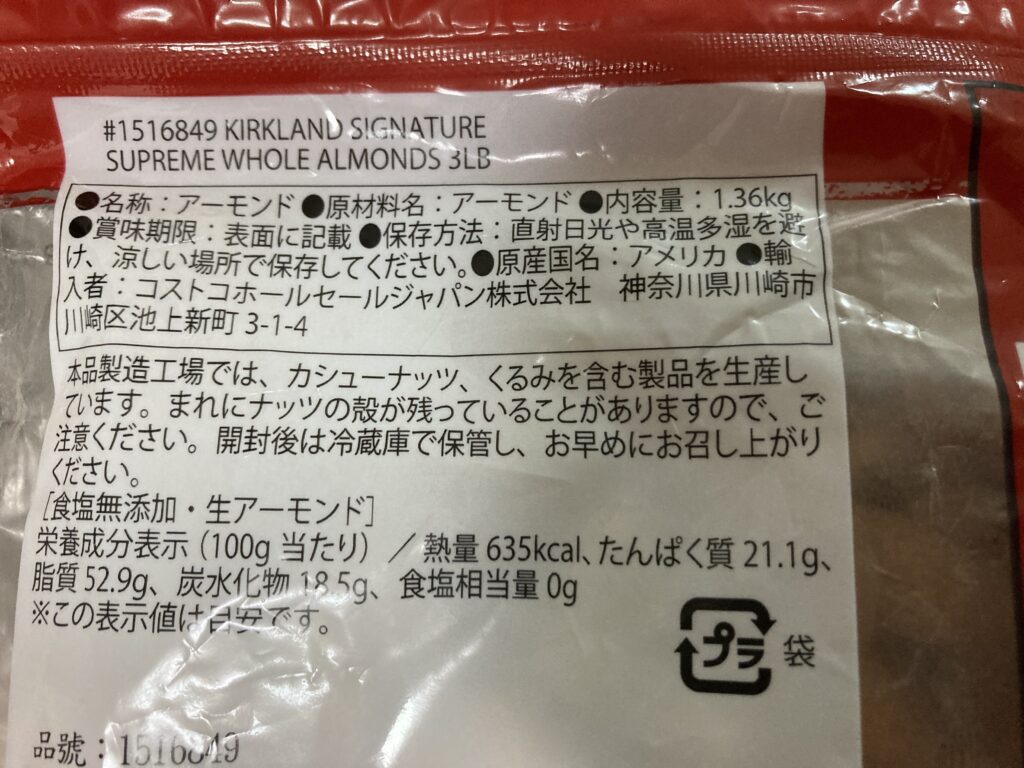 #1516849 KIRKLAND SIGNATURE
SUPREME WHOLE ALMONDS 3LB
●名称：アーモンド ●原材料名：アーモンド ●内容量：1.36kg
●賞味期限：表面に記載 ●保存方法：直射日光や高温多湿を避
け、涼しい場所で保存してください。●原産国名：アメリカ ●輸
入者：コストコホールセールジャパン株式会社　神奈川県川崎市
川崎区池上新町 3-1-4
本品製造工場では、カシューナッツ、くるみを含む製品を生産し
ています。まれにナッツの殻が残っていることがありますので、ご
注意ください。開封後は冷蔵庫で保管し、お早めにお召し上がり
ください。
［食塩無添加・生アーモンド］
栄養成分表示（100g 当たり）／熱量 635kcal、たんぱく質 21.1g、
脂質 52.9g、炭水化物 18.5g、食塩相当量 0g
※この表示値は目安です。
プラ 袋
品號：1516849